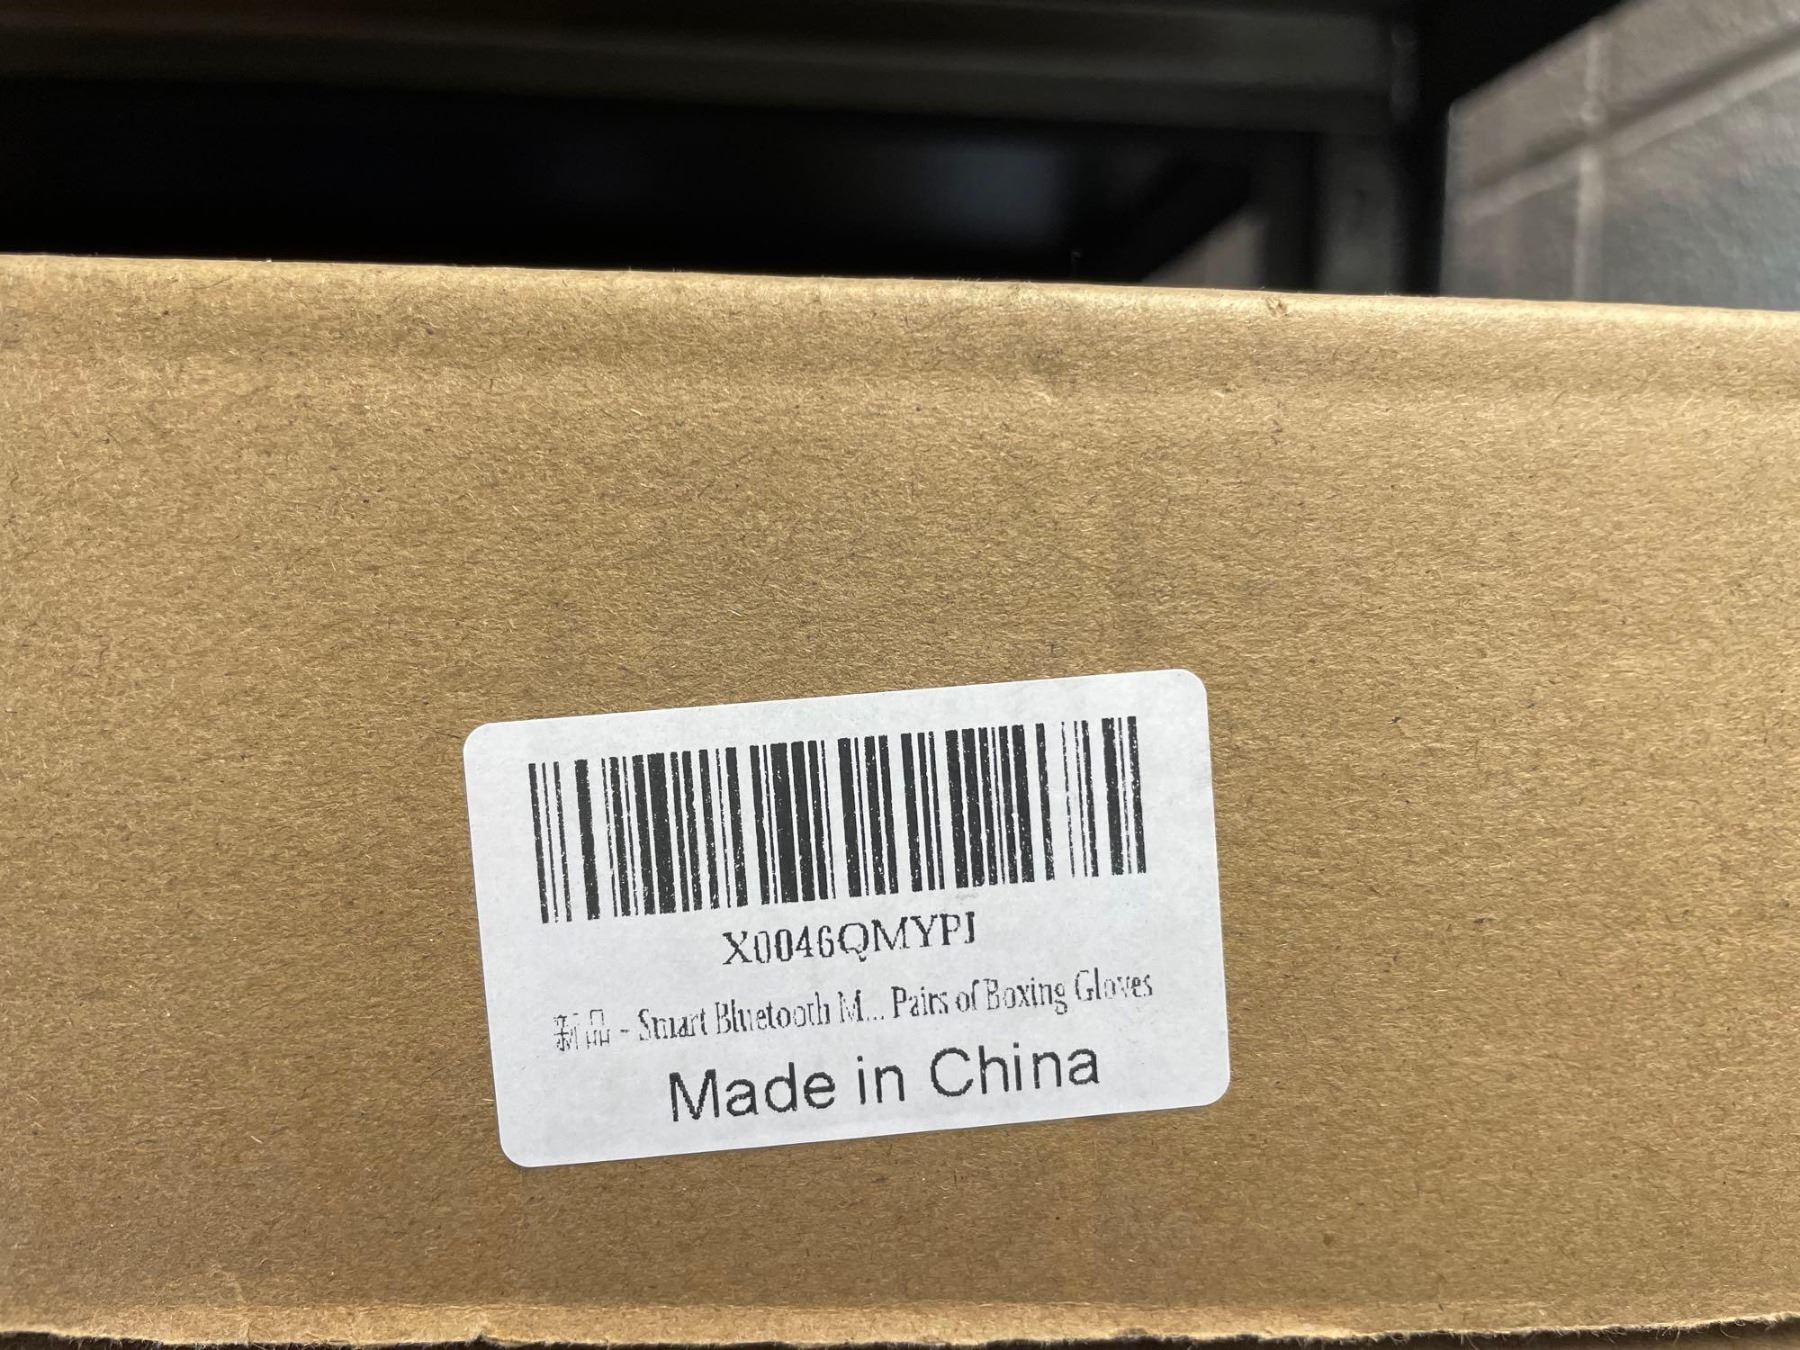 X0046QMYPJ
新品 - Smart Bluetooth M... Pairs of Boxing Gloves
Made in China